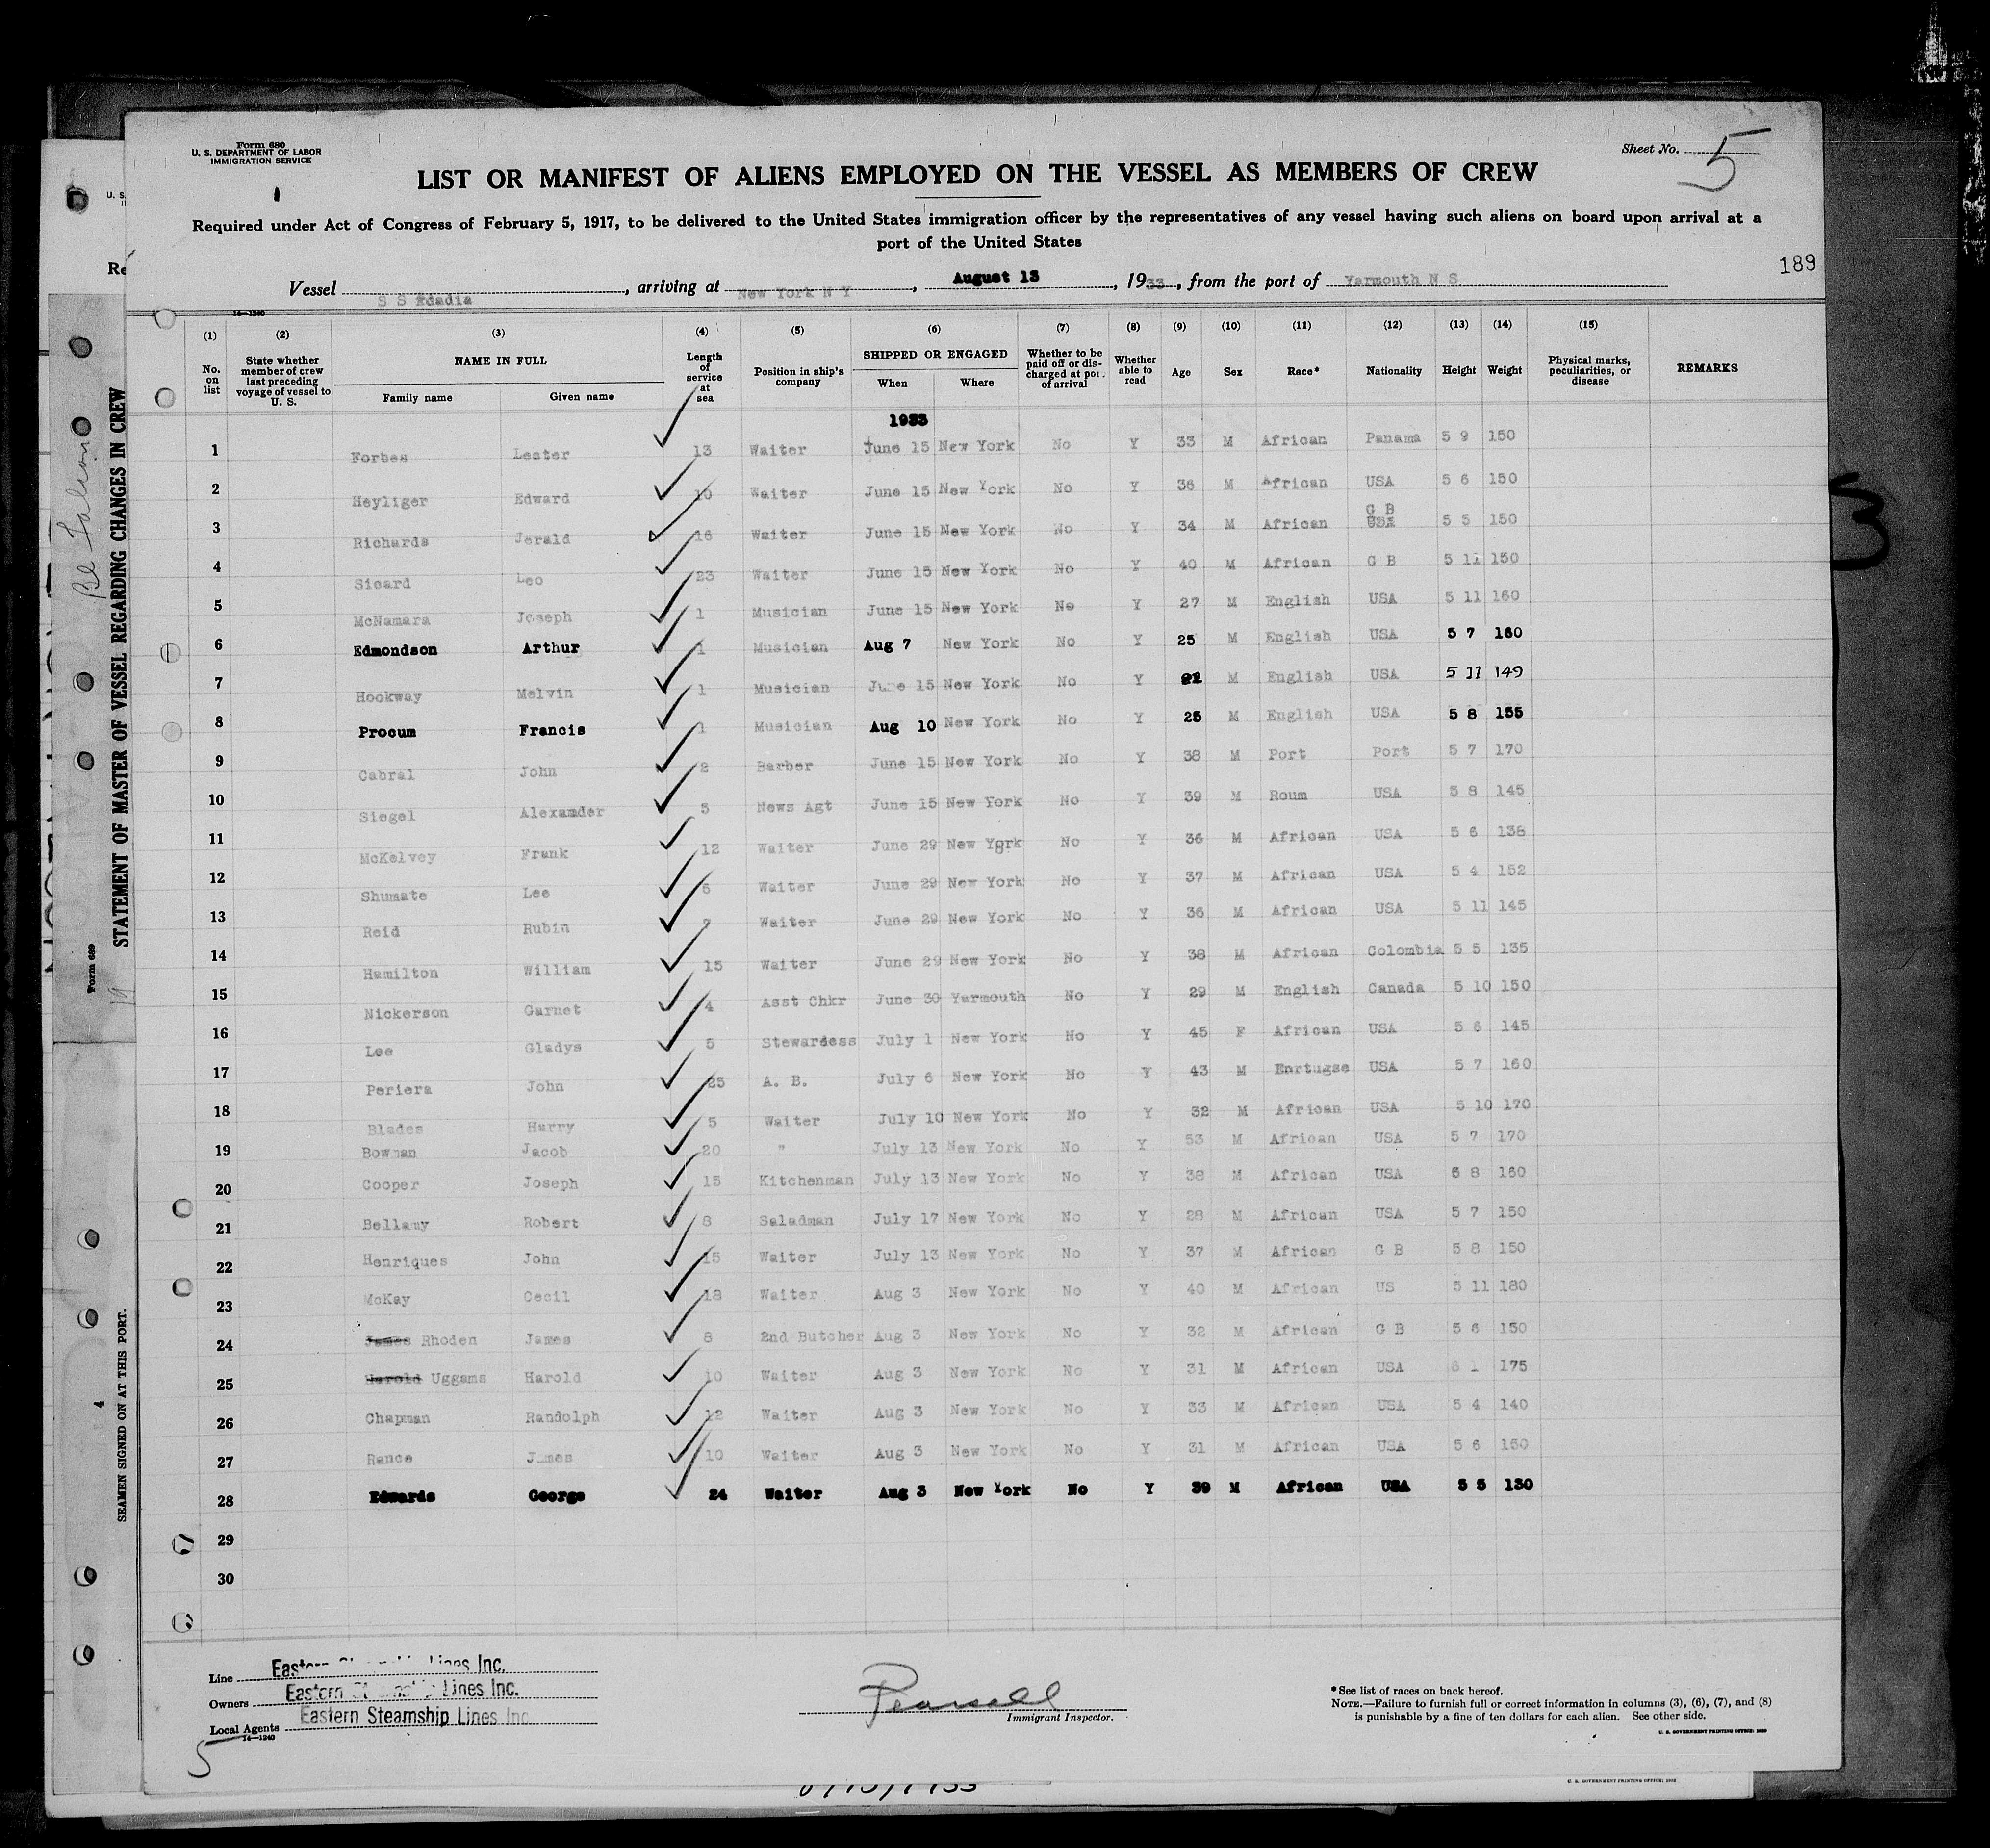 Form 680
U. S. DEPARTMENT OF LABOR
IMMIGRATION SERVICE
Sheet No. 5
LIST OR MANIFEST OF ALIENS EMPLOYED ON THE VESSEL AS MEMBERS OF CREW
Required under Act of Congress of February 5, 1917, to be delivered to the United States immigration officer by the representatives of any vessel having such aliens on board upon arrival at a
port of the United States
189
Vessel S S , arriving at New York N Y, August 13, 1933, from the port of Yarmouth N S
14—1240
(1) (2) (3) (4) (5) (6) (7) (8) (9) (10) (11) (12) (13) (14) (15)
No. on list State whether member of crew last preceding voyage of vessel to U. S. NAME IN FULL Family name Given name Length of service at sea Position in ship's company SHIPPED OR ENGAGED When Where Whether to be paid off or discharged at port of arrival Whether able to read Age Sex Race* Nationality Height Weight Physical marks, peculiarities, or disease REMARKS
1933
1 Forbes Lester 13 Waiter June 15 New York No Y 33 M African Panama 5 9 150
2 Heyliger Edward 10 Waiter June 15 New York No Y 36 M African USA 5 6 150
3 Richards Jerald 16 Waiter June 15 New York No Y 34 M African G B USA 5 5 150
4 Sicard Leo 23 Waiter June 15 New York No Y 40 M African G B 5 11 150
5 McNamara Joseph 1 Musician June 15 New York No Y 27 M English USA 5 11 160
6 Edmondson Arthur 1 Musician Aug 7 New York No Y 25 M English USA 5 7 160
7 Hookway Melvin 1 Musician June 15 New York No Y M English USA 5 11 149
8 Procum Francis 1 Musician Aug 10 New York No Y 25 M English USA 5 8 155
9 Cabral John 2 Barber June 15 New York No Y 38 M Port Port 5 7 170
10 Siegel Alexamder 5 News Agt June 15 New York No Y 39 M Roum USA 5 8 145
11 McKelvey Frank 12 Waiter June 29 New York No Y 36 M African USA 5 6 138
12 Shumate Lee 6 Waiter June 29 New York No Y 37 M African USA 5 4 152
13 Reid Rubin 7 Waiter June 29 New York No Y 36 M African USA 5 11 145
14 Hamilton William 15 Waiter June 29 New York No Y 38 M African Colombia 5 5 135
15 Nickerson Garnet 4 Asst Chkr June 30 Yarmouth No Y 29 M English Canada 5 10 150
16 Lee Gladys 5 Stewardess July 1 New York No Y 45 F African USA 5 6 145
17 Periera John 25 A. B. July 6 New York No Y 43 M USA 5 7 160
18 Blades Harry 5 Waiter July 10 New York No Y 32 M African USA 5 10 170
19 Bowman Jacob 20 " July 13 New York No Y 53 M African USA 5 7 170
20 Cooper Joseph 15 Kitchenman July 13 New York No Y 38 M African USA 5 8 160
21 Bellamy Robert 8 Saladman July 17 New York No Y 28 M African USA 5 7 150
22 Henriques John 15 Waiter July 13 New York No Y 37 M African G B 5 8 150
23 McKay Cecil 18 Waiter Aug 3 New York No Y 40 M African US 5 11 180
24 James Rhoden James 8 2nd Butcher Aug 3 New York No Y 32 M African G B 5 6 150
25 Harold Uggams Harold 10 Waiter Aug 3 New York No Y 31 M African USA 6 1 175
26 Chapman Randolph 12 Waiter Aug 3 New York No Y 33 M African USA 5 4 140
27 Rance James 10 Waiter Aug 3 New York No Y 31 M African USA 5 6 150
28 Edwards George 24 Waiter Aug 3 New York No Y 39 M African USA 5 5 130
29
30
Line Eastern Steamship Lines Inc.
Owners Eastern Steamship Lines Inc.
Local Agents Eastern Steamship Lines Inc
14—1240
5
Pearsall
Immigrant Inspector.
*See list of races on back hereof.
NOTE.—Failure to furnish full or correct information in columns (3), (6), (7), and (8)
is punishable by a fine of ten dollars for each alien. See other side.
U. S. GOVERNMENT PRINTING OFFICE:
STATEMENT OF MASTER OF VESSEL REGARDING CHANGES IN CREW
Form 689
SEAMEN SIGNED ON AT THIS PORT.
4
U. S. GOVERNMENT PRINTING OFFICE: